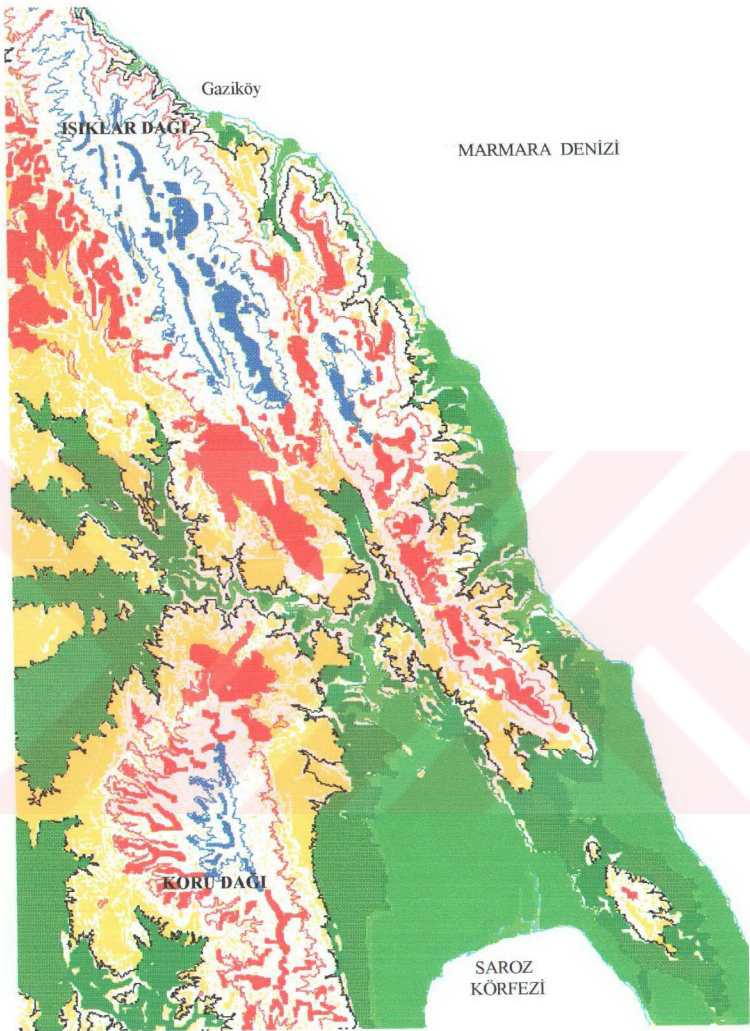 Gaziköy
IŞIKLAR DAĞI
MARMARA DENİZİ
KORU DAĞI
SAROZ
KÖRFEZİ